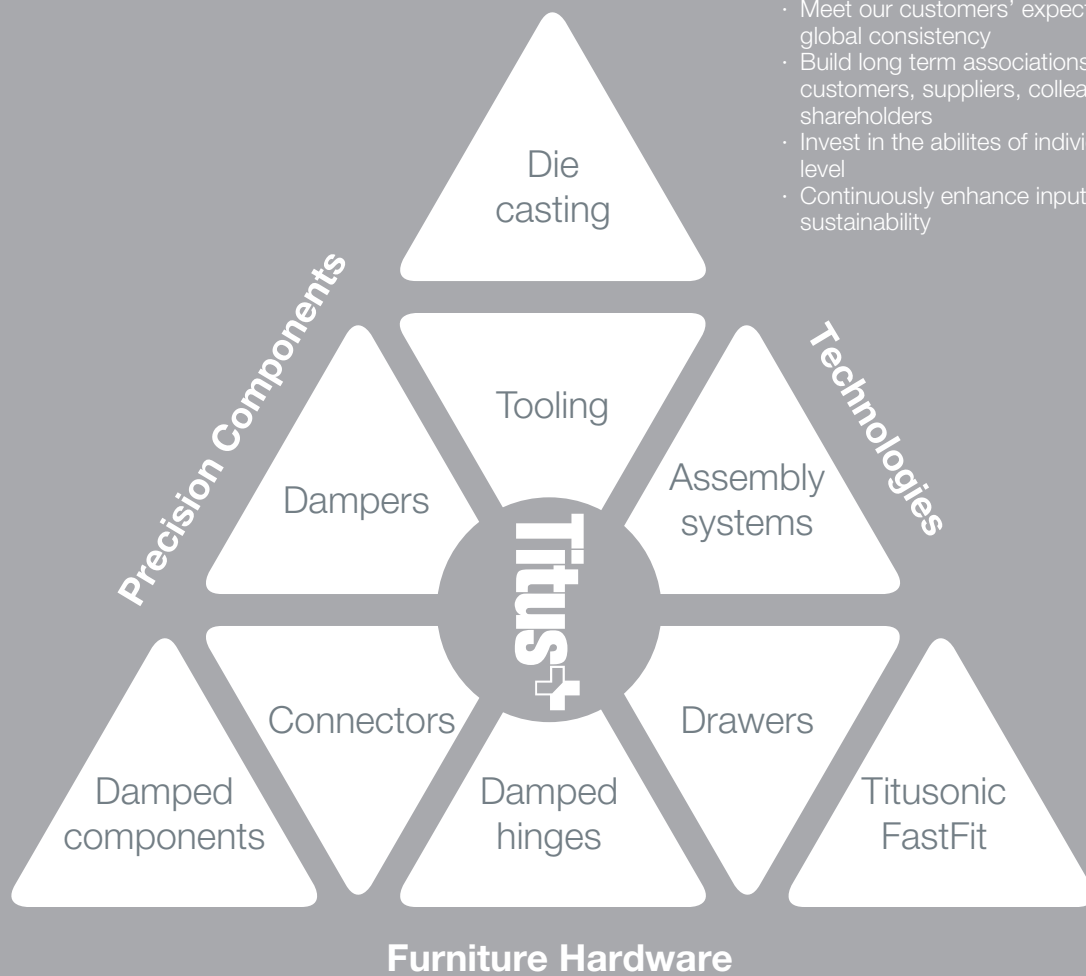 · Meet our customers’ expect
global consistency
· Build long term associations
customers, suppliers, collea
shareholders
· Invest in the abilites of indivi
level
· Continuously enhance input
sustainability
Die
casting
Precision Components
Technologies
Tooling
Dampers
Assembly
systems
Titus+
Connectors
Drawers
Damped
components
Damped
hinges
Titusonic
FastFit
Furniture Hardware